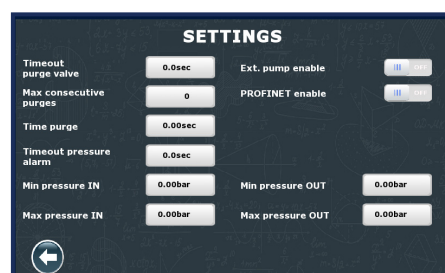 SETTINGS
Timeout
purge valve
0.0sec
Ext. pump enable
OFF
Max consecutive
purges
0
PROFINET enable
OFF
Time purge
0.00sec
Timeout pressure
alarm
0.0sec
Min pressure IN
0.00bar
Min pressure OUT
0.00bar
Max pressure IN
0.00bar
Max pressure OUT
0.00bar